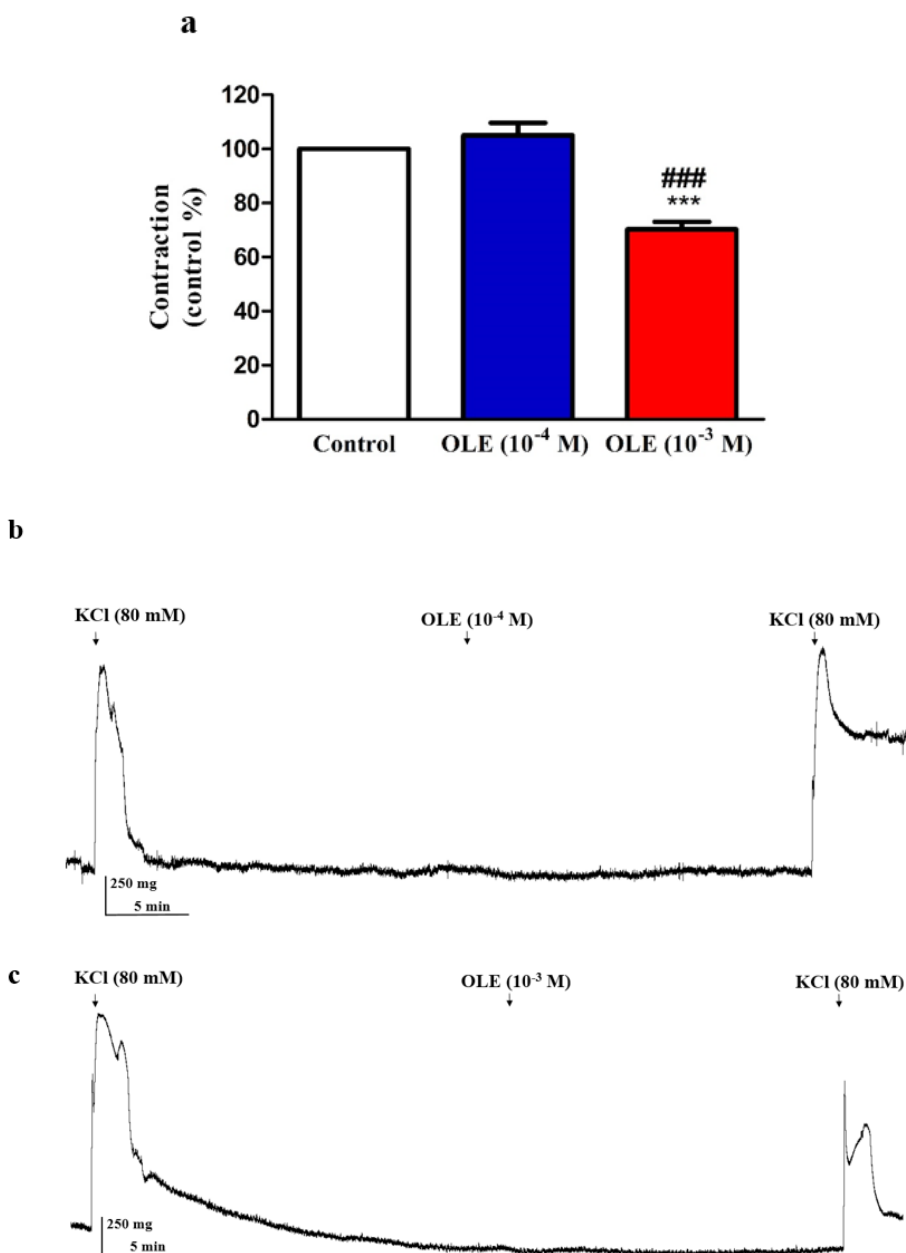 a
120
100
80
60
40
20
0
Contraction
(control %)
###
***
Control OLE (10⁻⁴ M) OLE (10⁻³ M)
b
KCl (80 mM) OLE (10⁻⁴ M) KCl (80 mM)
250 mg
5 min
c KCl (80 mM) OLE (10⁻³ M) KCl (80 mM)
250 mg
5 min